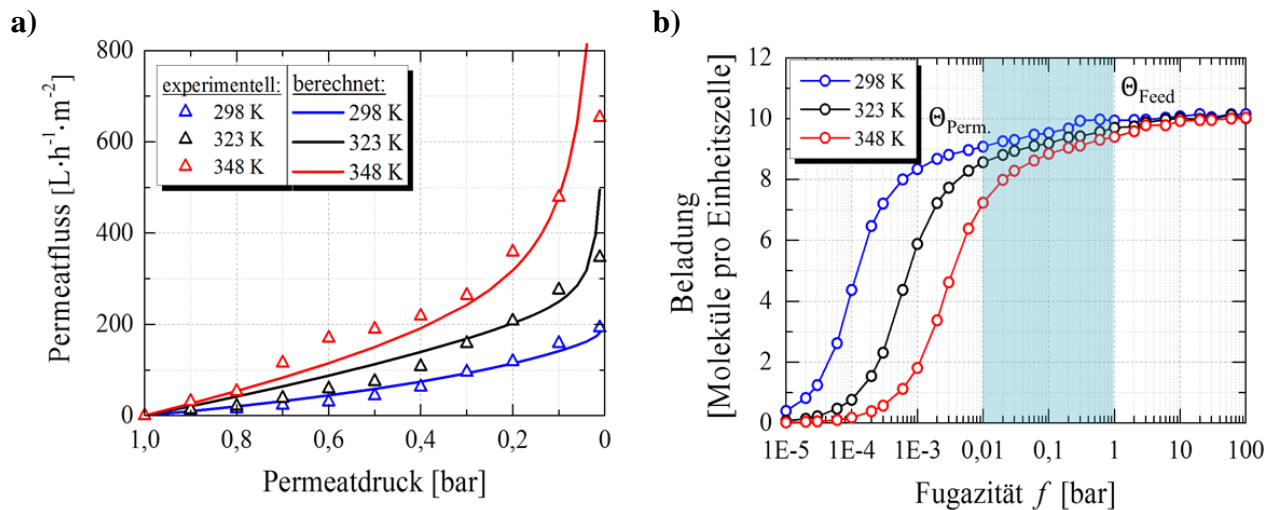 a)
800
600
400
200
0
Permeatfluss [L·h⁻¹·m⁻²]
experimentell: berechnet:
298 K 298 K
323 K 323 K
348 K 348 K
1,0 0,8 0,6 0,4 0,2 0
Permeatdruck [bar]
b)
12
10
8
6
4
2
0
Beladung
[Moleküle pro Einheitszelle]
298 K
323 K
348 K
Θ Perm.
Θ Feed
1E-5 1E-4 1E-3 0,01 0,1 1 10 100
Fugazität f [bar]